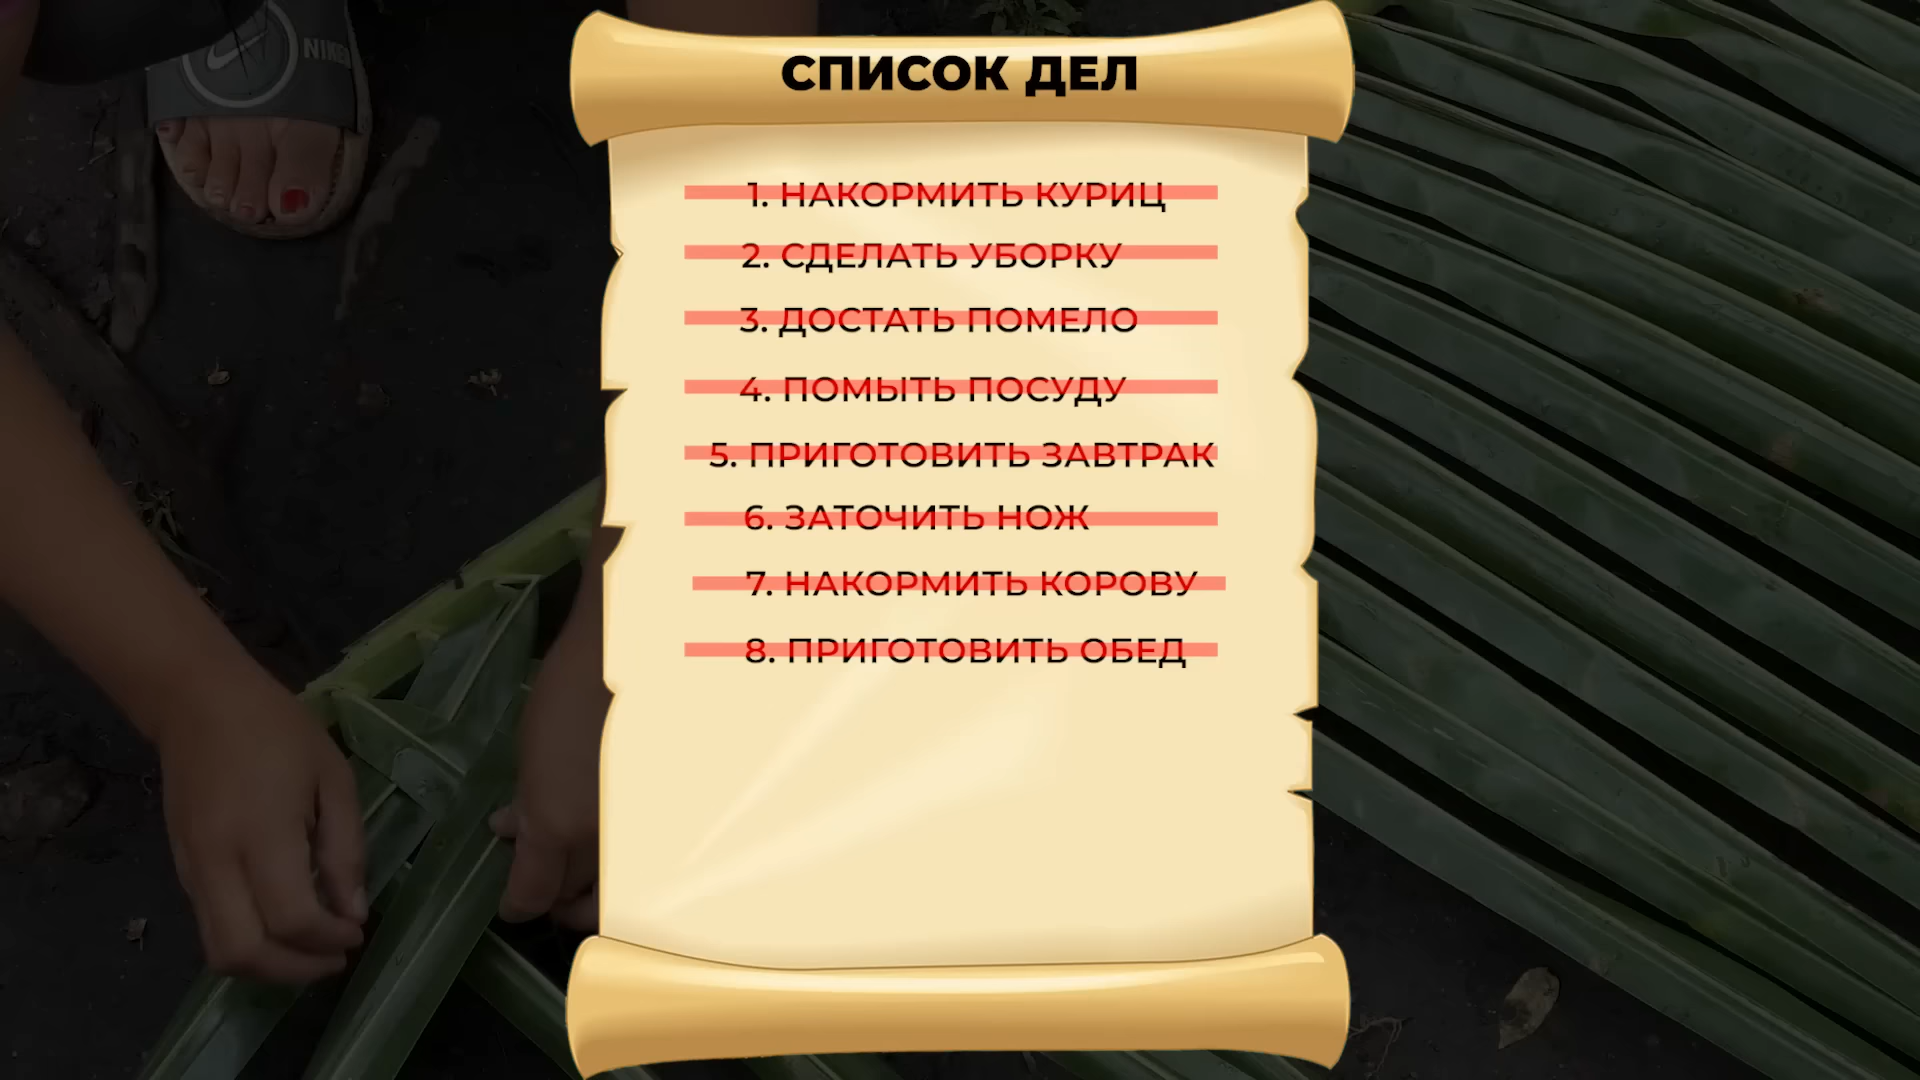 NIKE
СПИСОК ДЕЛ
1. НАКОРМИТЬ КУРИЦ
2. СДЕЛАТЬ УБОРКУ
3. ДОСТАТЬ ПОМЕЛО
4. ПОМЫТЬ ПОСУДУ
5. ПРИГОТОВИТЬ ЗАВТРАК
6. ЗАТОЧИТЬ НОЖ
7. НАКОРМИТЬ КОРОВУ
8. ПРИГОТОВИТЬ ОБЕД